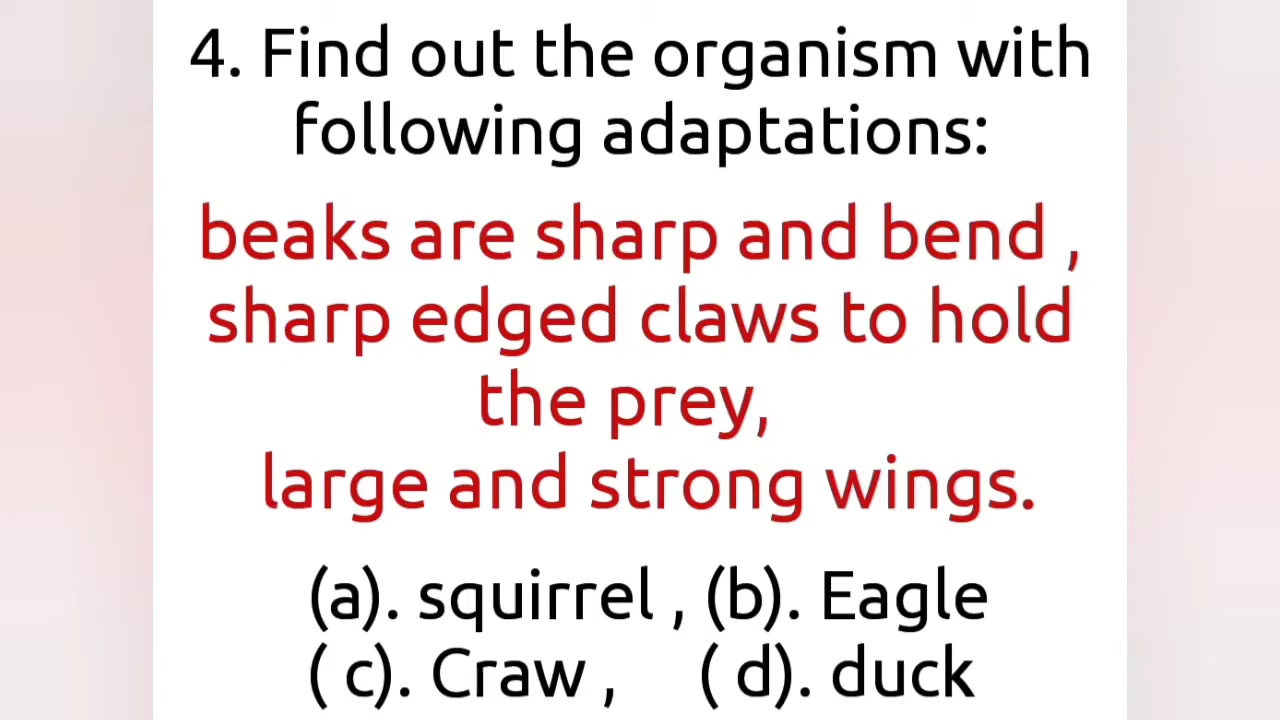 4. Find out the organism with
following adaptations:
beaks are sharp and bend ,
sharp edged claws to hold
the prey,
large and strong wings.
(a). squirrel , (b). Eagle
( c). Craw , ( d). duck